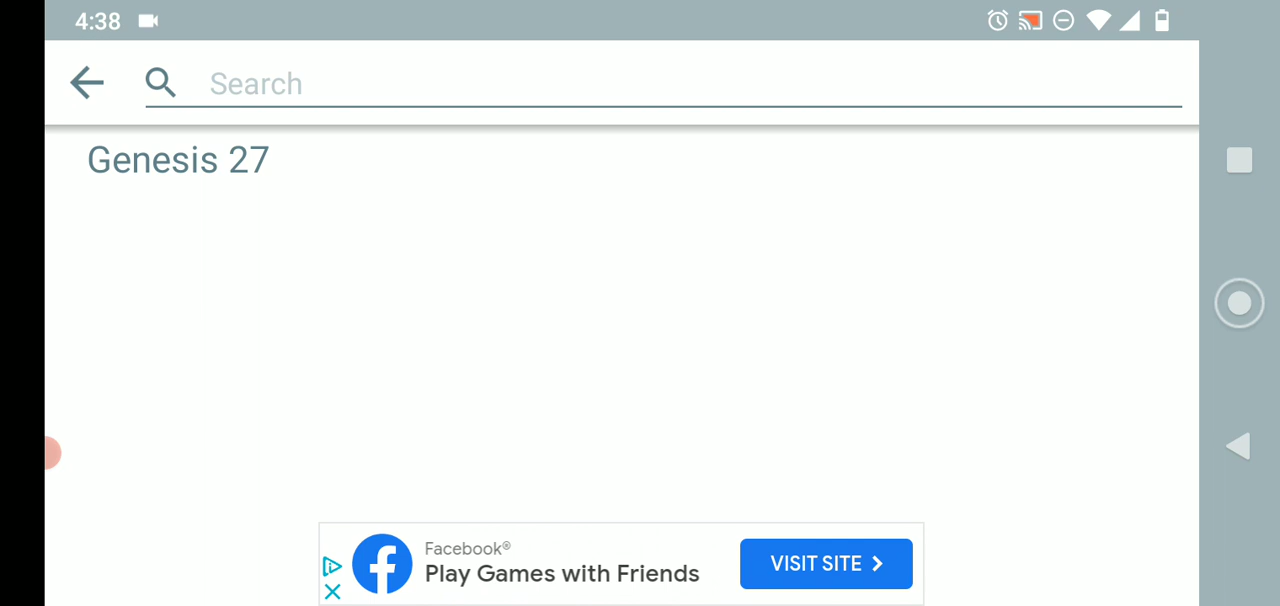 4:38
Search
Genesis 27
Facebook®
Play Games with Friends
VISIT SITE